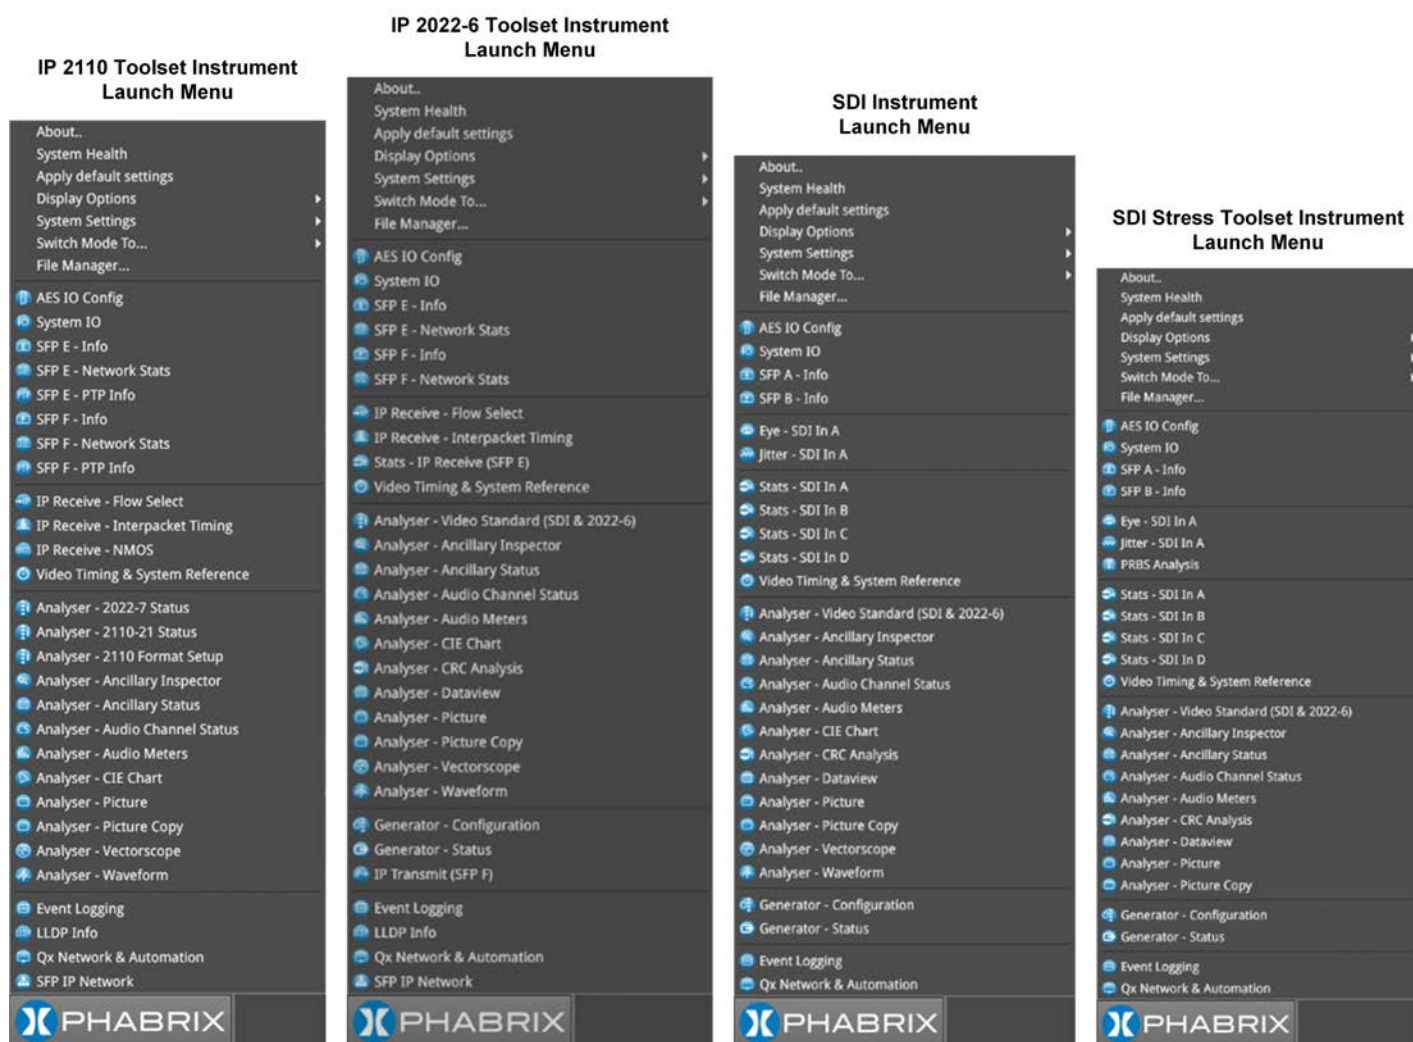 IP 2110 Toolset Instrument
Launch Menu
About..
System Health
Apply default settings
Display Options
System Settings
Switch Mode To...
File Manager...
AES IO Config
System IO
SFP E - Info
SFP E - Network Stats
SFP E - PTP Info
SFP F - Info
SFP F - Network Stats
SFP F - PTP Info
IP Receive - Flow Select
IP Receive - Interpacket Timing
IP Receive - NMOS
Video Timing & System Reference
Analyser - 2022-7 Status
Analyser - 2110-21 Status
Analyser - 2110 Format Setup
Analyser - Ancillary Inspector
Analyser - Ancillary Status
Analyser - Audio Channel Status
Analyser - Audio Meters
Analyser - CIE Chart
Analyser - Picture
Analyser - Picture Copy
Analyser - Vectorscope
Analyser - Waveform
Event Logging
LLDP Info
Qx Network & Automation
SFP IP Network
PHABRIX
IP 2022-6 Toolset Instrument
Launch Menu
About..
System Health
Apply default settings
Display Options
System Settings
Switch Mode To...
File Manager...
AES IO Config
System IO
SFP E - Info
SFP E - Network Stats
SFP F - Info
SFP F - Network Stats
IP Receive - Flow Select
IP Receive - Interpacket Timing
Stats - IP Receive (SFP E)
Video Timing & System Reference
Analyser - Video Standard (SDI & 2022-6)
Analyser - Ancillary Inspector
Analyser - Ancillary Status
Analyser - Audio Channel Status
Analyser - Audio Meters
Analyser - CIE Chart
Analyser - CRC Analysis
Analyser - Dataview
Analyser - Picture
Analyser - Picture Copy
Analyser - Vectorscope
Analyser - Waveform
Generator - Configuration
Generator - Status
IP Transmit (SFP F)
Event Logging
LLDP Info
Qx Network & Automation
SFP IP Network
PHABRIX
SDI Instrument
Launch Menu
About..
System Health
Apply default settings
Display Options
System Settings
Switch Mode To...
File Manager...
AES IO Config
System IO
SFP A - Info
SFP B - Info
Eye - SDI In A
Jitter - SDI In A
Stats - SDI In A
Stats - SDI In B
Stats - SDI In C
Stats - SDI In D
Video Timing & System Reference
Analyser - Video Standard (SDI & 2022-6)
Analyser - Ancillary Inspector
Analyser - Ancillary Status
Analyser - Audio Channel Status
Analyser - Audio Meters
Analyser - CIE Chart
Analyser - CRC Analysis
Analyser - Dataview
Analyser - Picture
Analyser - Picture Copy
Analyser - Vectorscope
Analyser - Waveform
Generator - Configuration
Generator - Status
Event Logging
Qx Network & Automation
PHABRIX
SDI Stress Toolset Instrument
Launch Menu
About..
System Health
Apply default settings
Display Options
System Settings
Switch Mode To...
File Manager...
AES IO Config
System IO
SFP A - Info
SFP B - Info
Eye - SDI In A
Jitter - SDI In A
PRBS Analysis
Stats - SDI In A
Stats - SDI In B
Stats - SDI In C
Stats - SDI In D
Video Timing & System Reference
Analyser - Video Standard (SDI & 2022-6)
Analyser - Ancillary Inspector
Analyser - Ancillary Status
Analyser - Audio Channel Status
Analyser - Audio Meters
Analyser - CRC Analysis
Analyser - Dataview
Analyser - Picture
Analyser - Picture Copy
Generator - Configuration
Generator - Status
Event Logging
Qx Network & Automation
PHABRIX